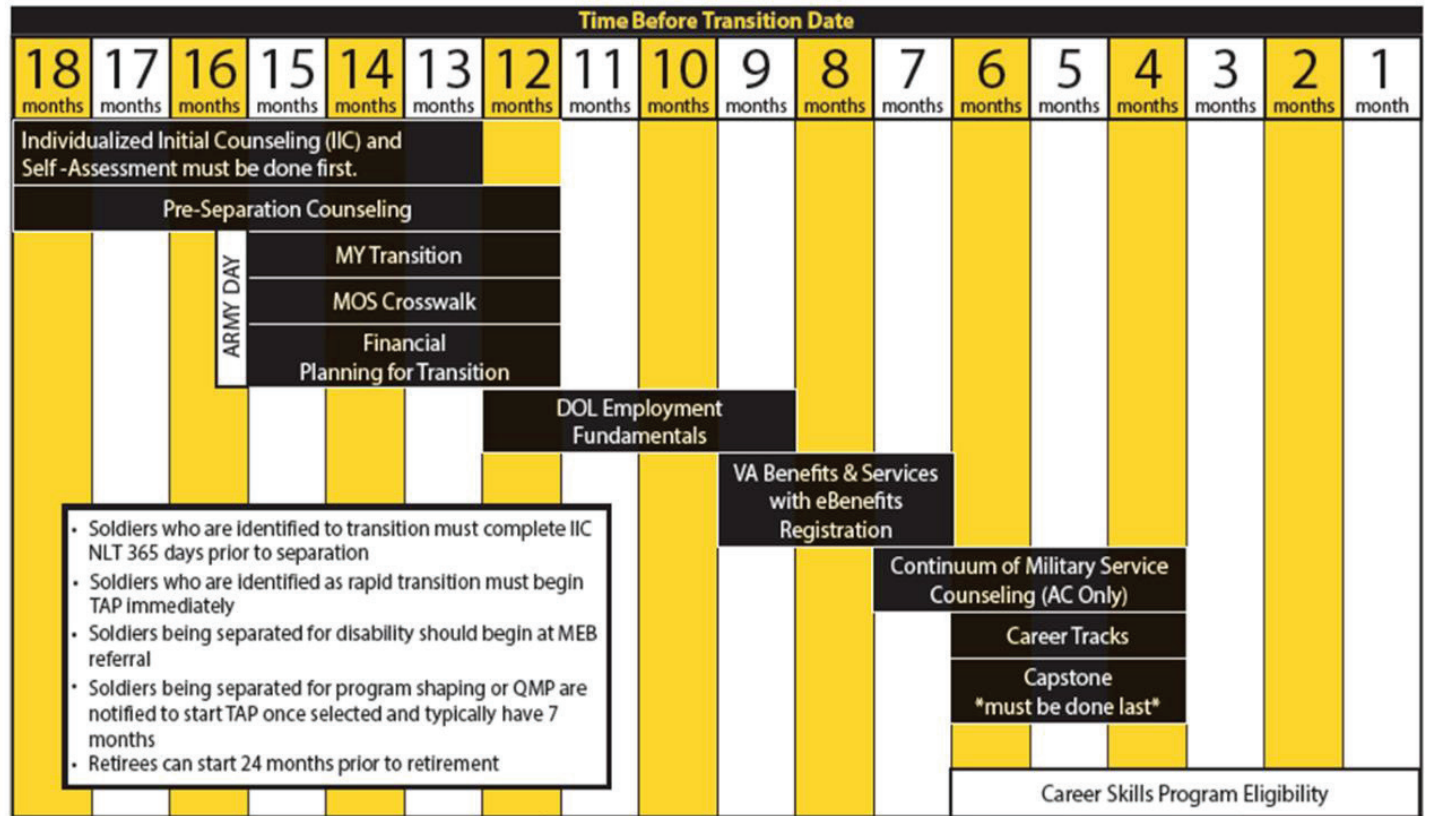 Time Before Transition Date
18 17 16 15 14 13 12 11 10 9 8 7 6 5 4 3 2 1
months months months months months months months months months months months months months months months months months month
Individualized Initial Counseling (IIC) and
Self -Assessment must be done first.
Pre-Separation Counseling
ARMY DAY
MY Transition
MOS Crosswalk
Financial
Planning for Transition
DOL Employment
Fundamentals
VA Benefits & Services
with eBenefits
Registration
Continuum of Military Service
Counseling (AC Only)
Career Tracks
Capstone
*must be done last*
Career Skills Program Eligibility
• Soldiers who are identified to transition must complete IIC
NLT 365 days prior to separation
• Soldiers who are identified as rapid transition must begin
TAP immediately
• Soldiers being separated for disability should begin at MEB
referral
• Soldiers being separated for program shaping or QMP are
notified to start TAP once selected and typically have 7
months
• Retirees can start 24 months prior to retirement